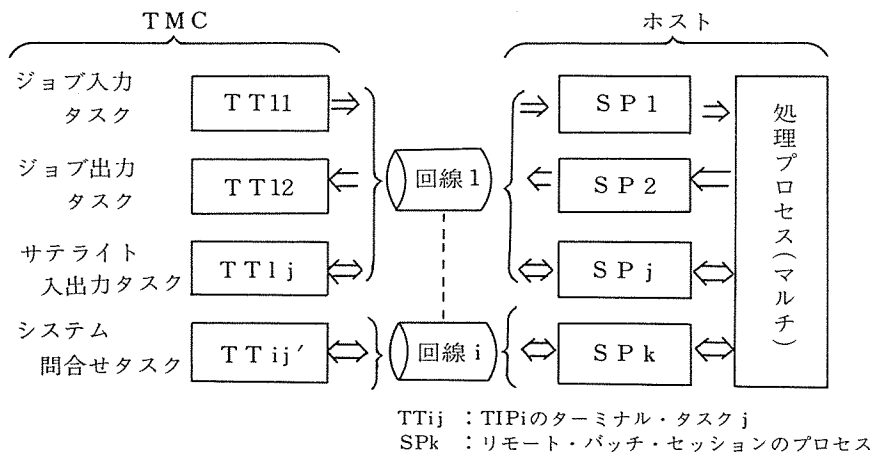 TMC
ホスト
ジョブ入力
タスク
TT11
SP1
ジョブ出力
タスク
TT12
回線1
SP2
サテライト
入出力タスク
TT1j
SPj
システム
問合せタスク
TTij′
回線i
SPk
処理プロセス(マルチ)
TTij :TIPiのターミナル・タスクj
SPk :リモート・バッチ・セッションのプロセス